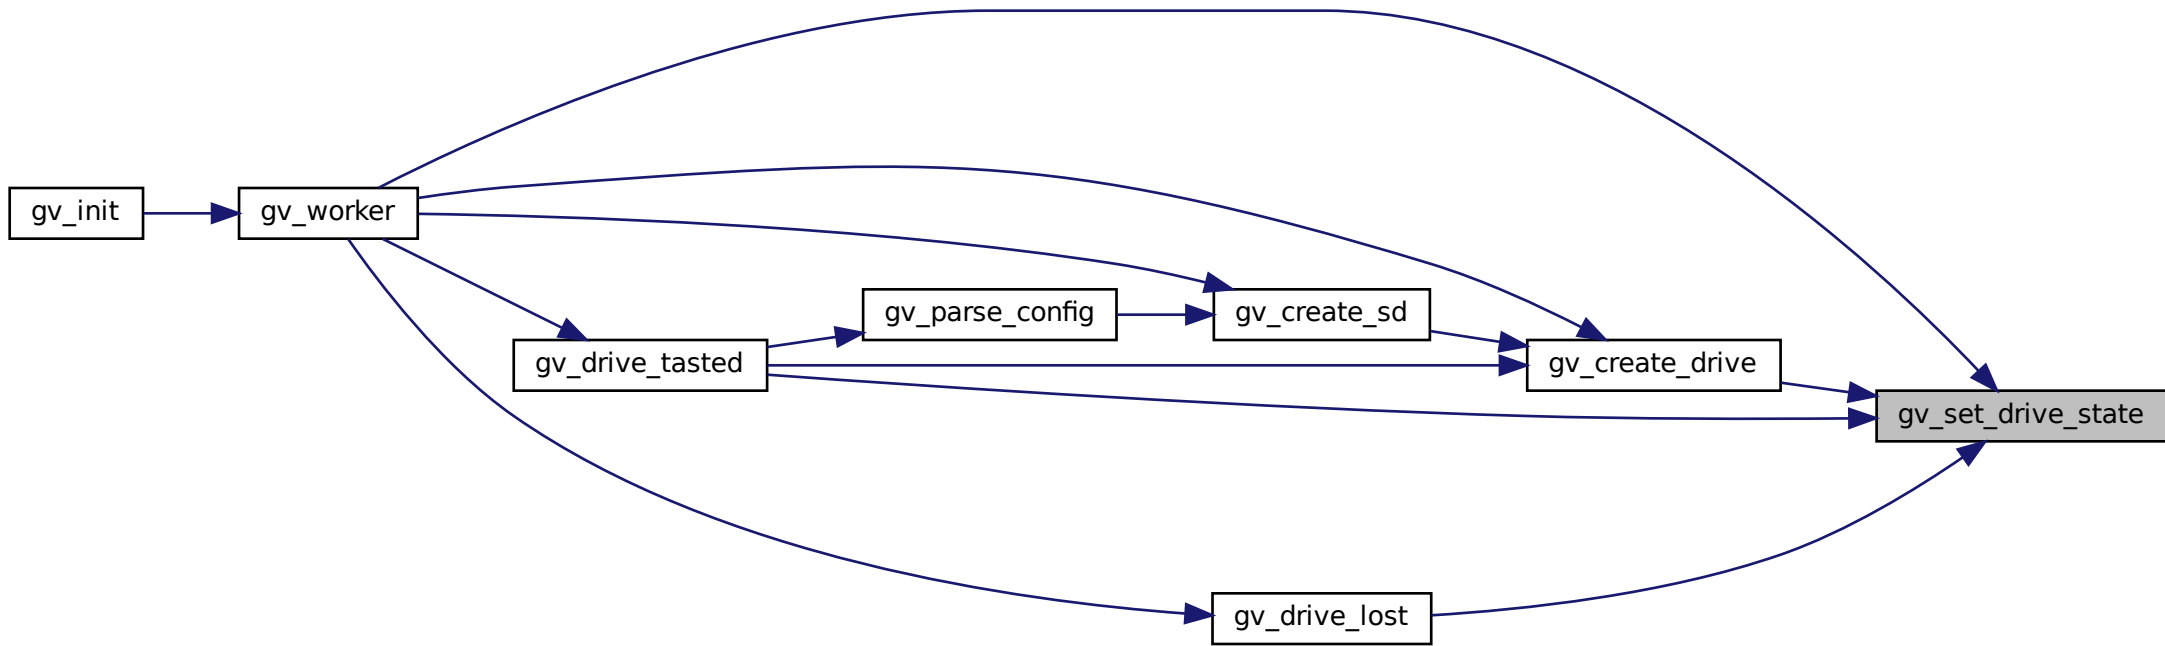 gv_init
gv_worker
gv_parse_config
gv_create_sd
gv_drive_tasted
gv_create_drive
gv_set_drive_state
gv_drive_lost